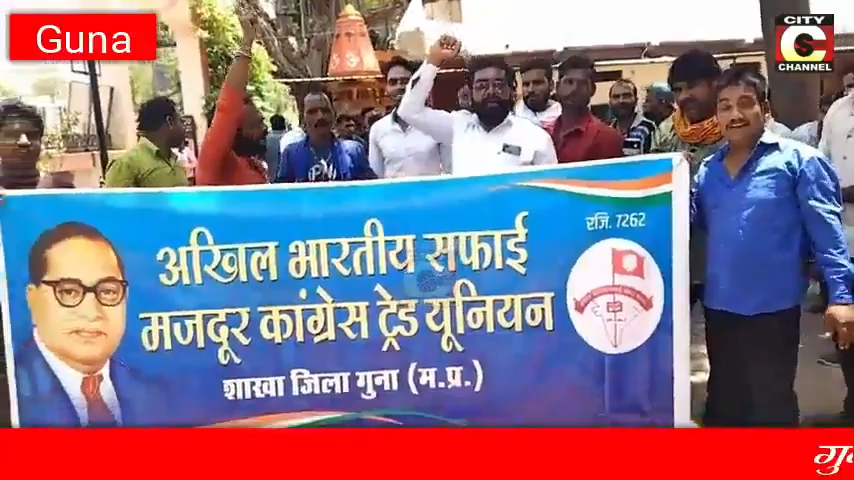 Guna
CITY
CHANNEL
रजि. 7262
अखिल भारतीय सफाई
मजदूर कांग्रेस ट्रेड यूनियन
शाखा जिला गुना (म.प्र.)